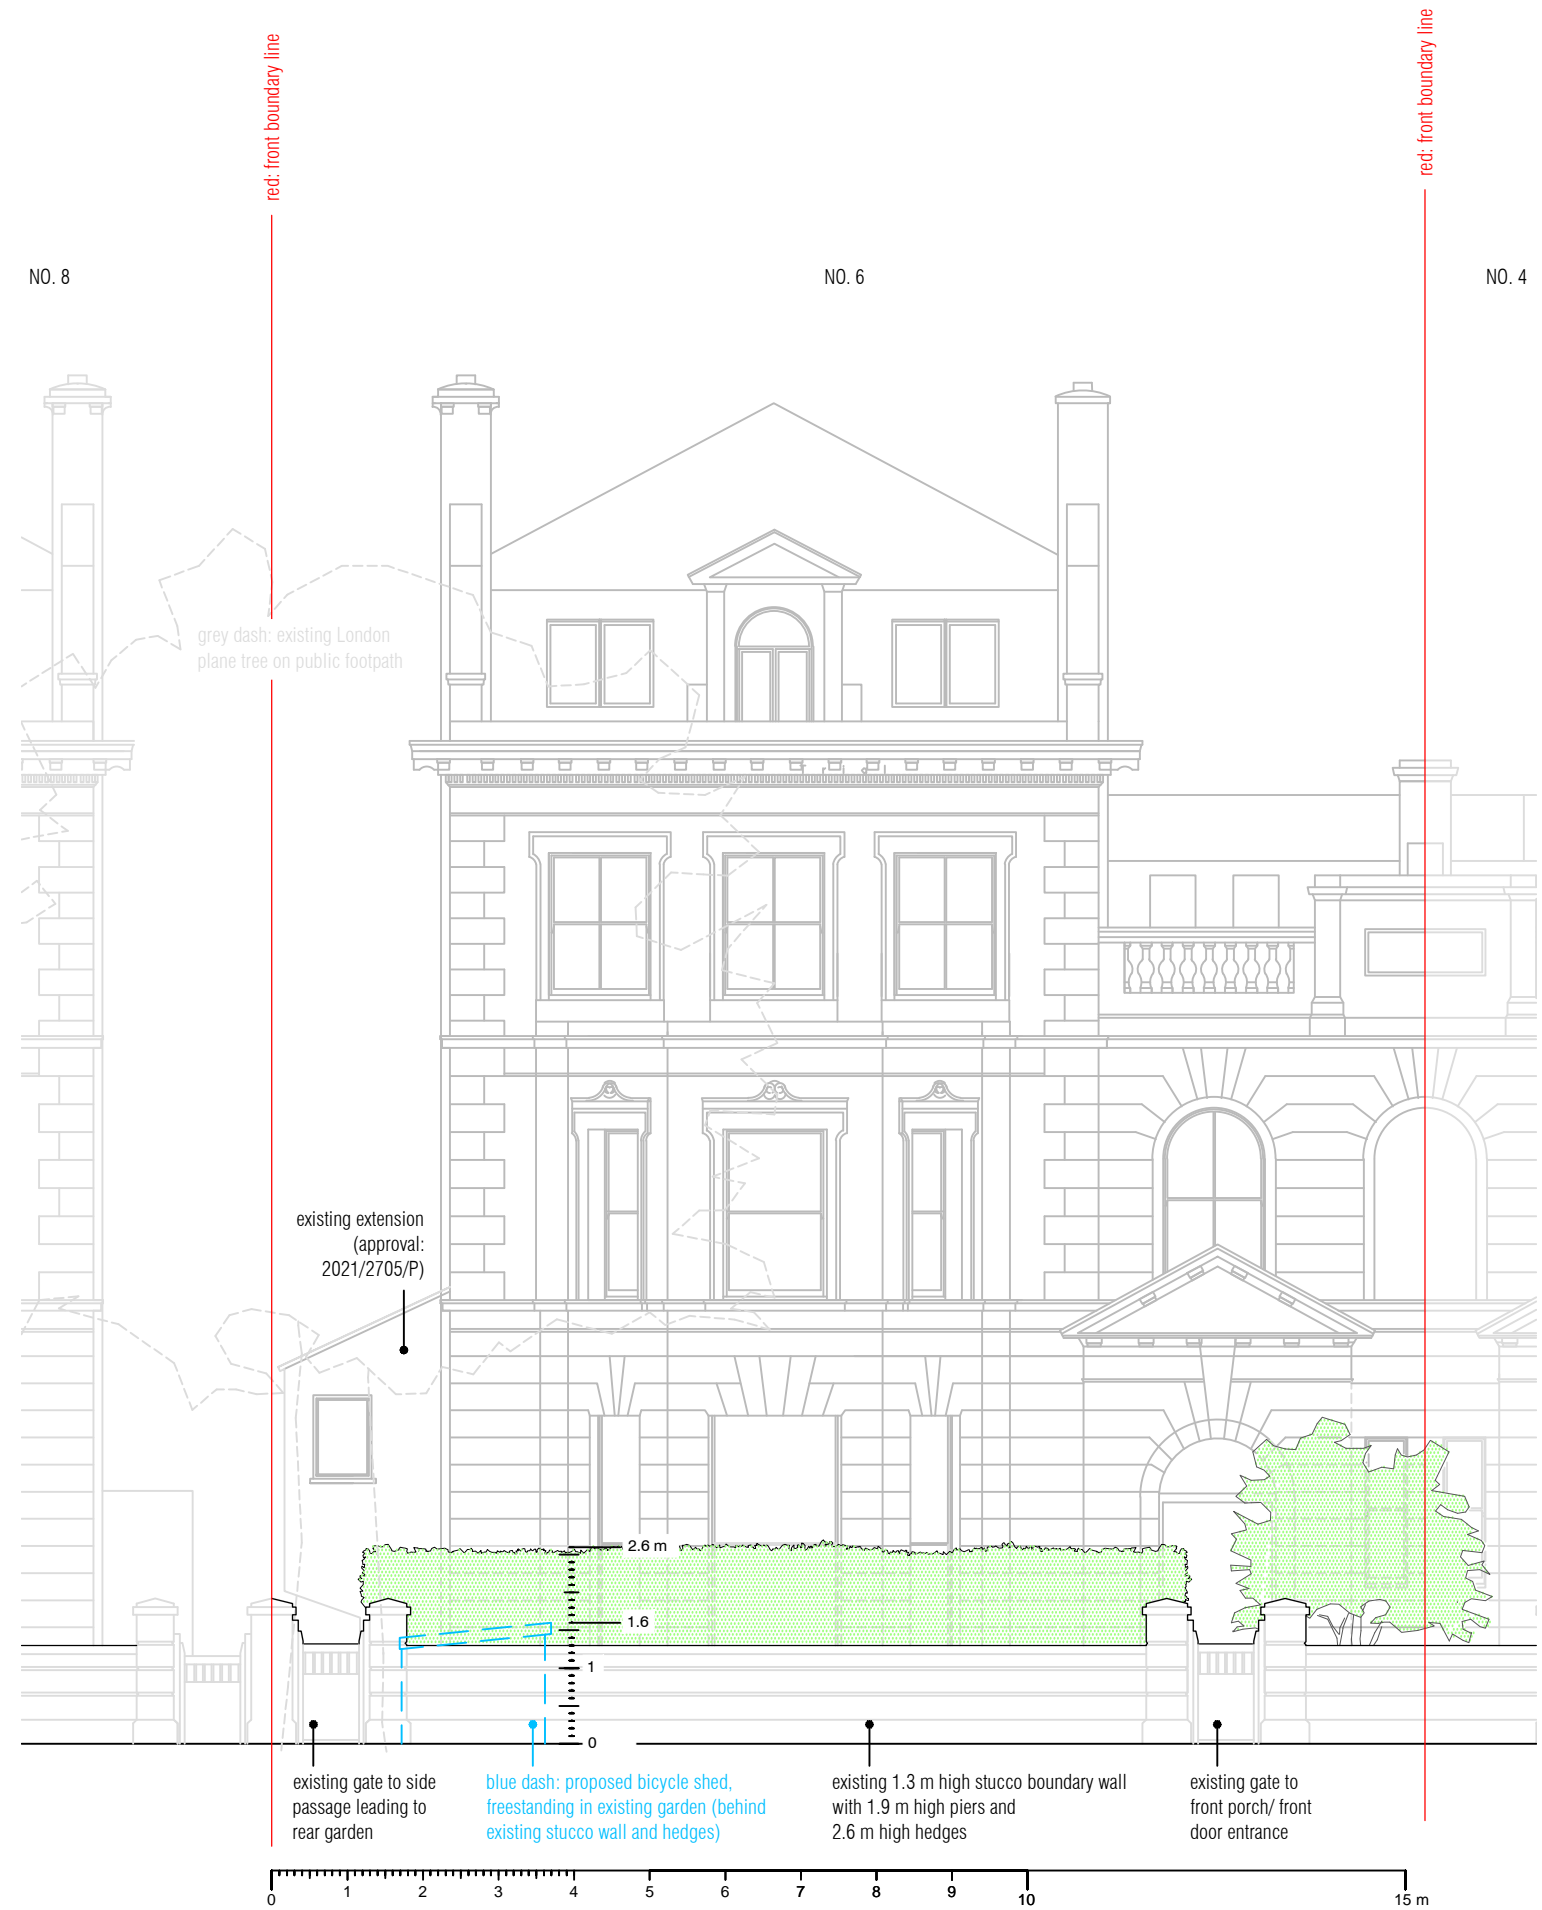 red: front boundary line
red: front boundary line
NO. 8
NO. 6
NO. 4
grey dash: existing London
plane tree on public footpath
existing extension
(approval:
2021/2705/P)
2.6 m
1.6
1
0
existing gate to side
passage leading to
rear garden
blue dash: proposed bicycle shed,
freestanding in existing garden (behind
existing stucco wall and hedges)
existing 1.3 m high stucco boundary wall
with 1.9 m high piers and
2.6 m high hedges
existing gate to
front porch/ front
door entrance
0 1 2 3 4 5 6 7 8 9 10 15 m